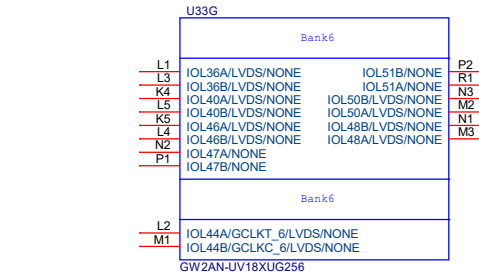 U33G
Bank6
L1 IOL36A/LVDS/NONE IOL51B/NONE P2
L3 IOL36B/LVDS/NONE IOL51A/NONE R1
K4 IOL40A/LVDS/NONE IOL50B/LVDS/NONE N3
L5 IOL40B/LVDS/NONE IOL50A/LVDS/NONE M2
K5 IOL46A/LVDS/NONE IOL48B/LVDS/NONE N1
L4 IOL46B/LVDS/NONE IOL48A/LVDS/NONE M3
N2 IOL47A/NONE
P1 IOL47B/NONE
Bank6
L2 IOL44A/GCLKT_6/LVDS/NONE
M1 IOL44B/GCLKC_6/LVDS/NONE
GW2AN-UV18XUG256